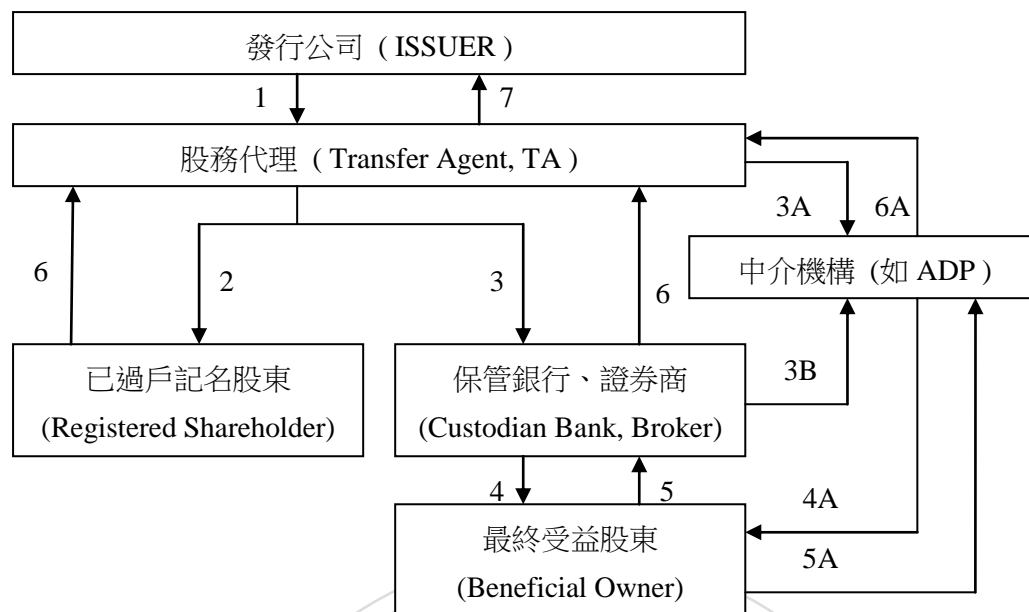 發行公司 ( ISSUER )
1
7
股務代理 ( Transfer Agent, TA )
3A
6A
中介機構 (如 ADP )
6
2
3
6
已過戶記名股東
(Registered Shareholder)
保管銀行、證券商
(Custodian Bank, Broker)
3B
4
5
4A
最終受益股東
(Beneficial Owner)
5A